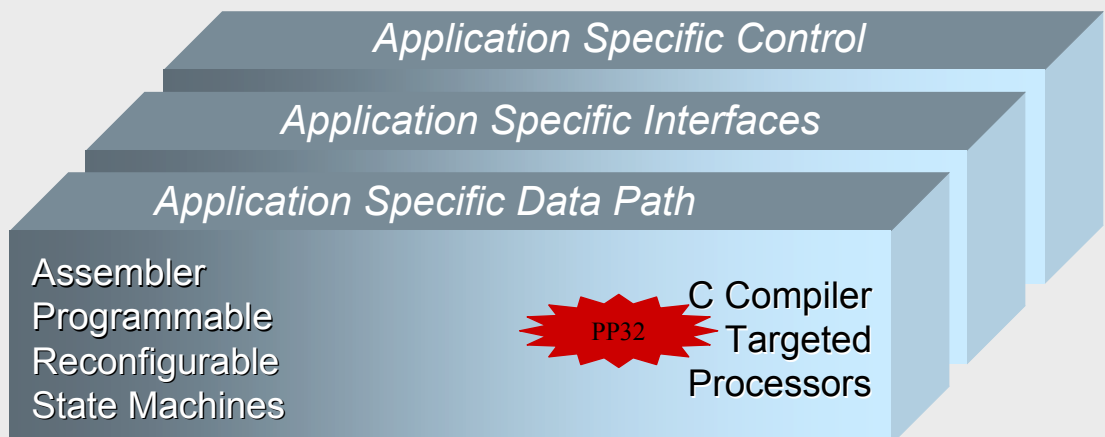 Application Specific Control
Application Specific Interfaces
Application Specific Data Path
Assembler
Programmable
Reconfigurable
State Machines
PP32
C Compiler
Targeted
Processors